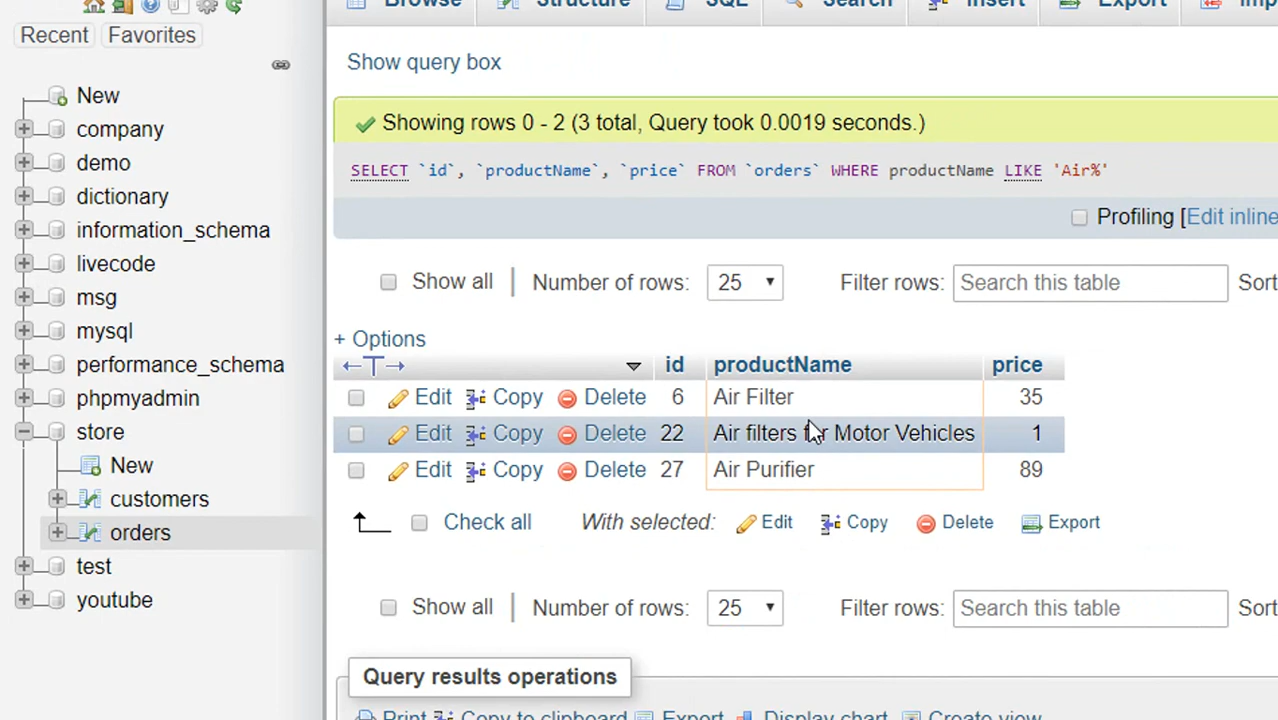 Browse Structure SQL Search Insert Export
Recent Favorites
Show query box
New
company
demo
dictionary
information_schema
livecode
msg
mysql
performance_schema
phpmyadmin
store
New
customers
orders
test
youtube
Showing rows 0 - 2 (3 total, Query took 0.0019 seconds.)
SELECT `id`, `productName`, `price` FROM `orders` WHERE productName LIKE 'Air%'
Profiling [Edit inline
Show all | Number of rows: 25 Filter rows: Search this table Sort
+ Options
←T→ id productName price
Edit Copy Delete 6 Air Filter 35
Edit Copy Delete 22 Air filters for Motor Vehicles 1
Edit Copy Delete 27 Air Purifier 89
Check all With selected: Edit Copy Delete Export
Show all | Number of rows: 25 Filter rows: Search this table Sort
Query results operations
Print Copy to clipboard Export Display chart Create view